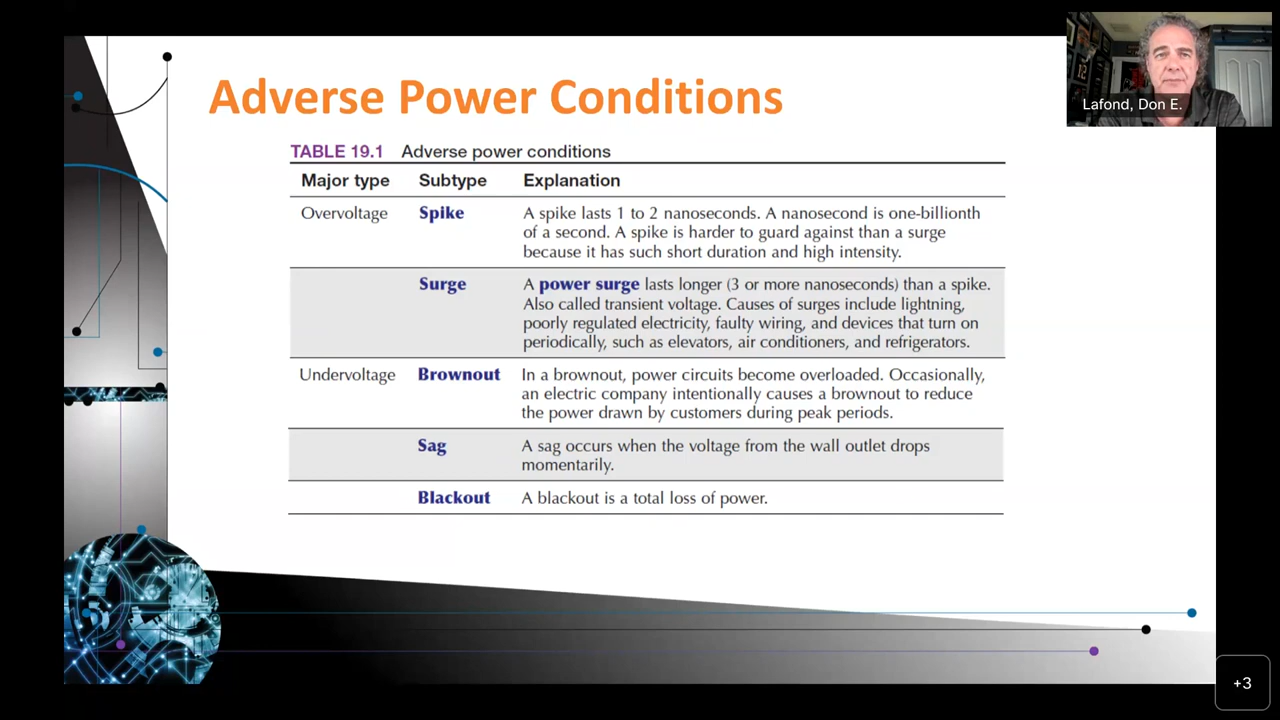 Adverse Power Conditions
Lafond, Don E.
TABLE 19.1 Adverse power conditions
Major type Subtype Explanation
Overvoltage Spike A spike lasts 1 to 2 nanoseconds. A nanosecond is one-billionth
of a second. A spike is harder to guard against than a surge
because it has such short duration and high intensity.
Surge A power surge lasts longer (3 or more nanoseconds) than a spike.
Also called transient voltage. Causes of surges include lightning,
poorly regulated electricity, faulty wiring, and devices that turn on
periodically, such as elevators, air conditioners, and refrigerators.
Undervoltage Brownout In a brownout, power circuits become overloaded. Occasionally,
an electric company intentionally causes a brownout to reduce
the power drawn by customers during peak periods.
Sag A sag occurs when the voltage from the wall outlet drops
momentarily.
Blackout A blackout is a total loss of power.
+3